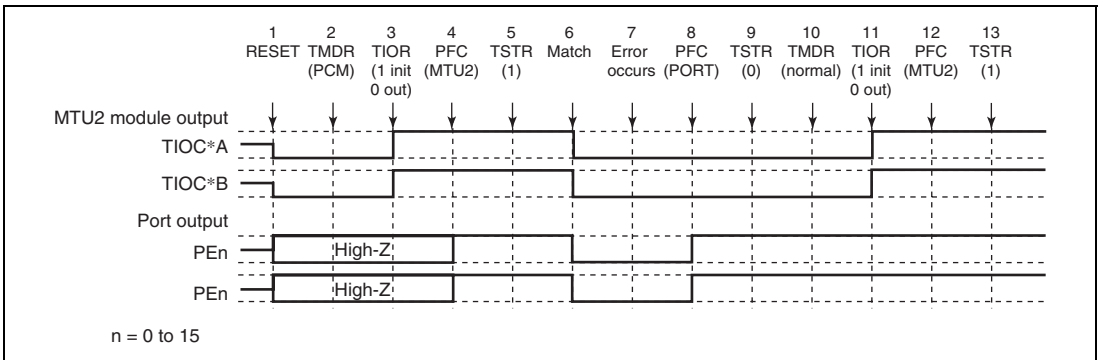 1 2 3 4 5 6 7 8 9 10 11 12 13
RESET TMDR TIOR PFC TSTR Match Error PFC TSTR TMDR TIOR PFC TSTR
(PCM) (1 init (MTU2) (1) occurs (PORT) (0) (normal) (1 init (MTU2) (1)
0 out) 0 out)
MTU2 module output
TIOC*A
TIOC*B
Port output
PEn High-Z
PEn High-Z
n = 0 to 15